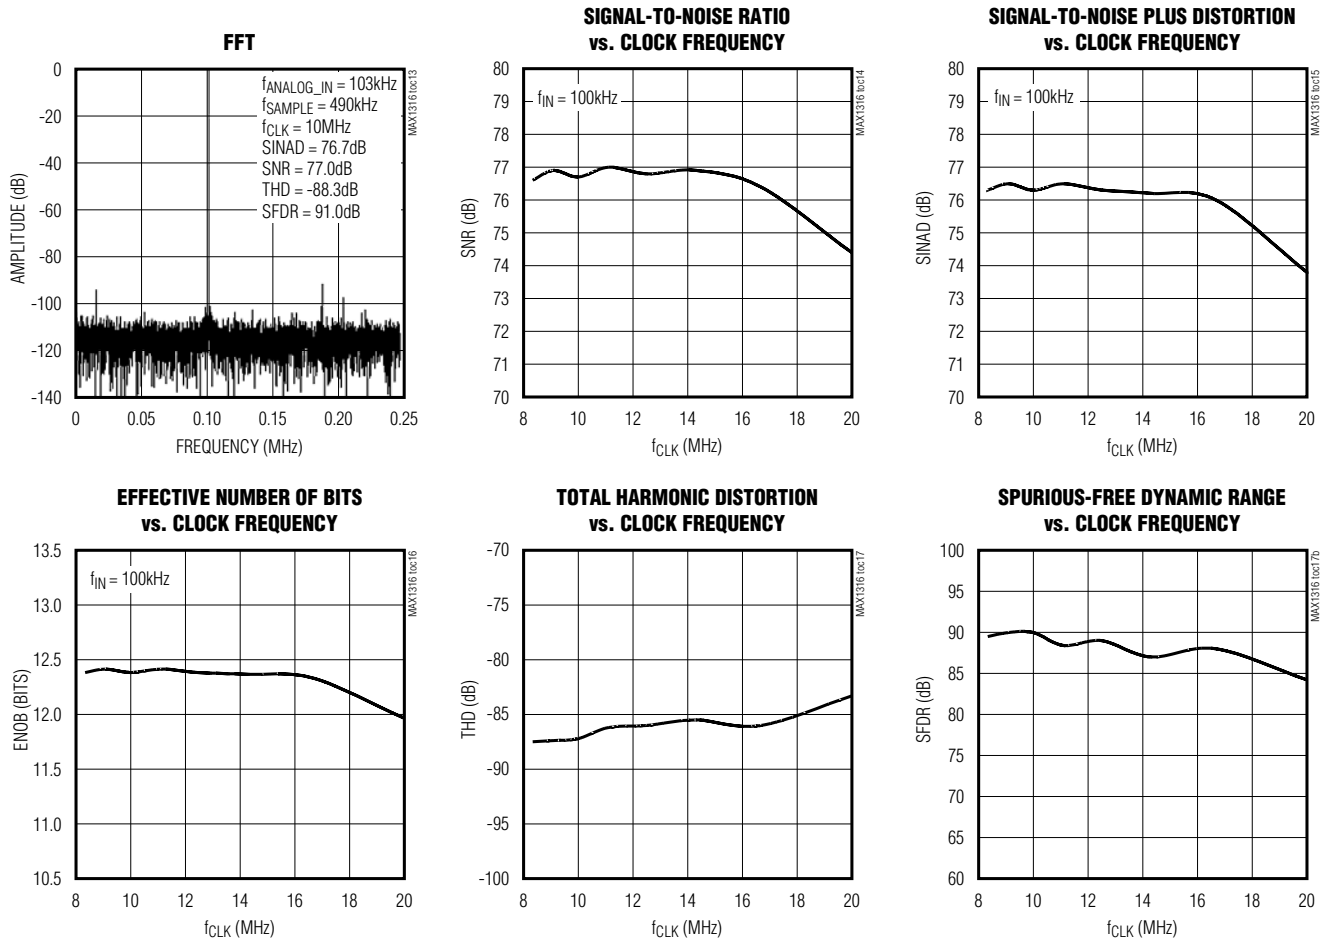 FFT
0
-20
-40
-60
-80
-100
-120
-140
AMPLITUDE (dB)
fANALOG_IN = 103kHz
fSAMPLE = 490kHz
fCLK = 10MHz
SINAD = 76.7dB
SNR = 77.0dB
THD = -88.3dB
SFDR = 91.0dB
MAX1316 toc13
0 0.05 0.10 0.15 0.20 0.25
FREQUENCY (MHz)
SIGNAL-TO-NOISE RATIO
vs. CLOCK FREQUENCY
80
79
78
77
76
75
74
73
72
71
70
SNR (dB)
fIN = 100kHz
MAX1316 toc14
8 10 12 14 16 18 20
fCLK (MHz)
SIGNAL-TO-NOISE PLUS DISTORTION
vs. CLOCK FREQUENCY
80
79
78
77
76
75
74
73
72
71
70
SINAD (dB)
fIN = 100kHz
MAX1316 toc15
8 10 12 14 16 18 20
fCLK (MHz)
EFFECTIVE NUMBER OF BITS
vs. CLOCK FREQUENCY
13.5
13.0
12.5
12.0
11.5
11.0
10.5
ENOB (BITS)
fIN = 100kHz
MAX1316 toc16
8 10 12 14 16 18 20
fCLK (MHz)
TOTAL HARMONIC DISTORTION
vs. CLOCK FREQUENCY
-70
-75
-80
-85
-90
-95
-100
THD (dB)
MAX1316 toc17
8 10 12 14 16 18 20
fCLK (MHz)
SPURIOUS-FREE DYNAMIC RANGE
vs. CLOCK FREQUENCY
100
95
90
85
80
75
70
65
60
SFDR (dB)
MAX1316 toc17b
8 10 12 14 16 18 20
fCLK (MHz)